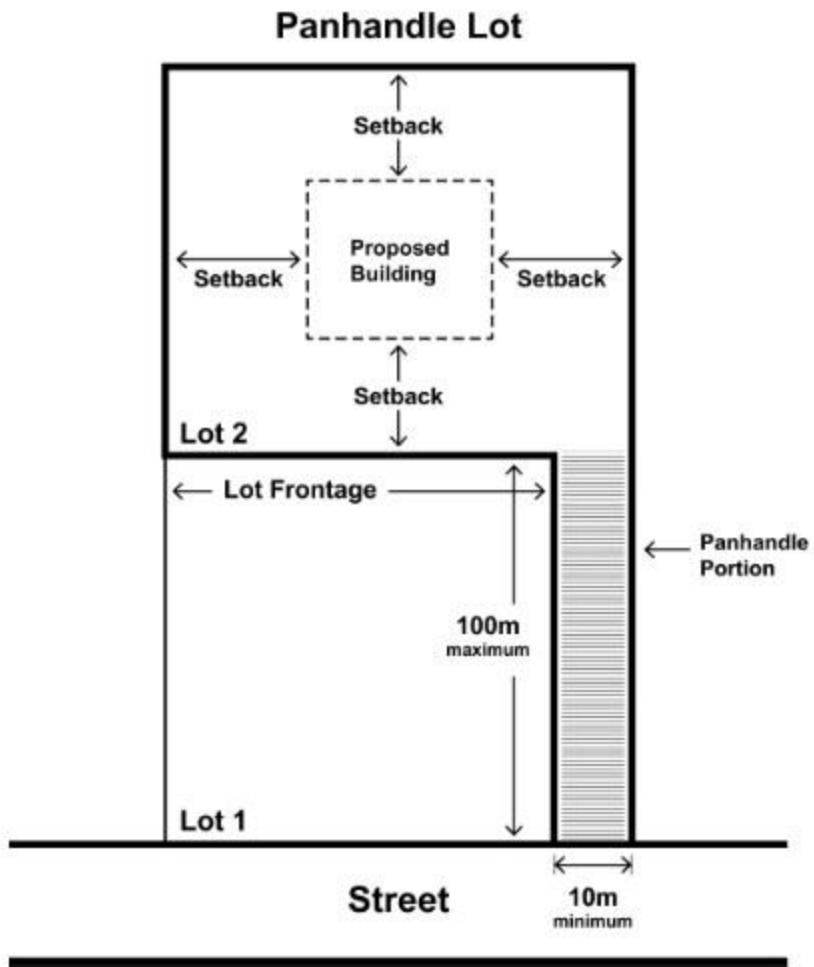 Panhandle Lot
Setback
Proposed
Building
Setback
Setback
Setback
Lot 2
Lot Frontage
Panhandle
Portion
100m
maximum
Lot 1
Street
10m
minimum